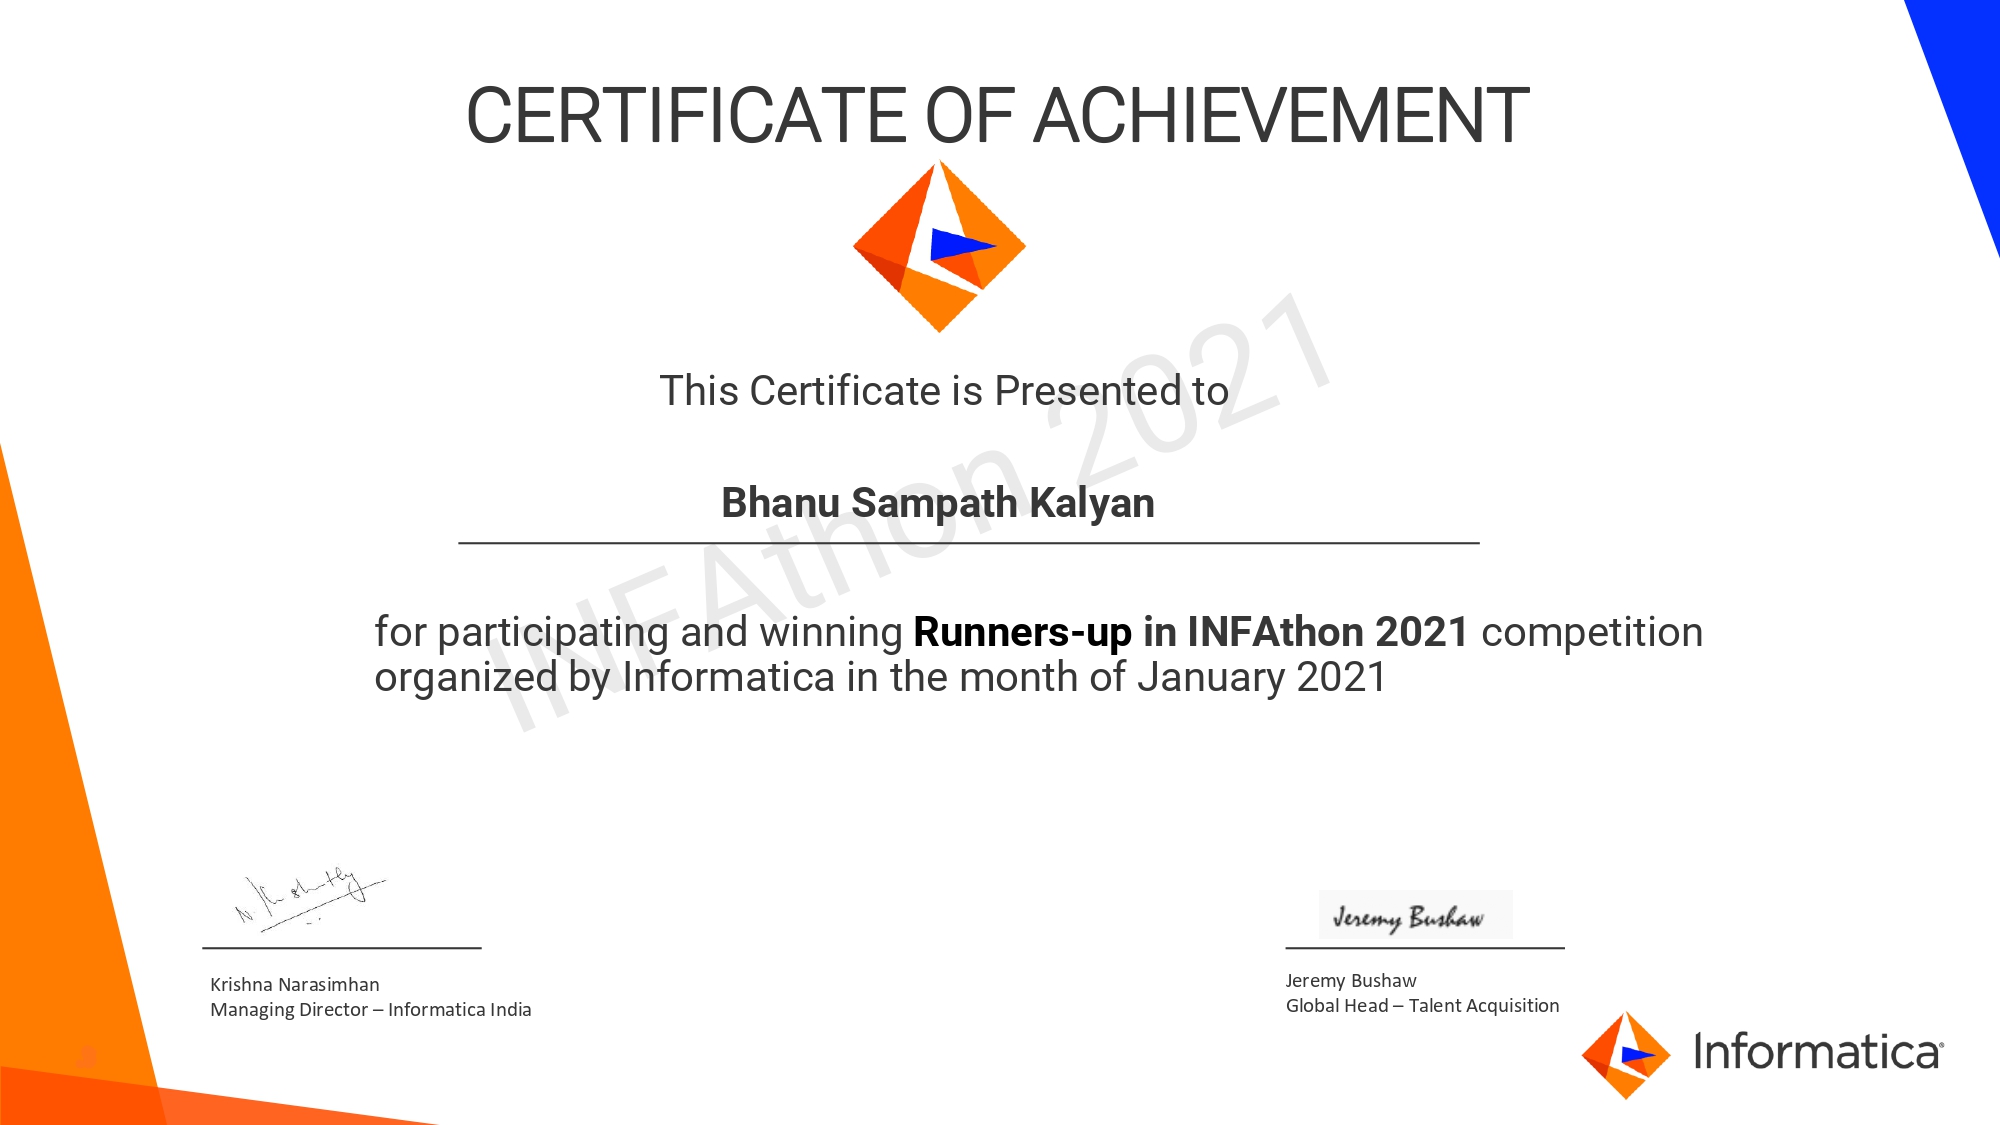 CERTIFICATE OF ACHIEVEMENT
This Certificate is Presented to
Bhanu Sampath Kalyan
for participating and winning Runners-up in INFAthon 2021 competition
organized by Informatica in the month of January 2021
INFAthon 2021
Jeremy Bushaw
Krishna Narasimhan
Managing Director – Informatica India
Jeremy Bushaw
Global Head – Talent Acquisition
Informatica